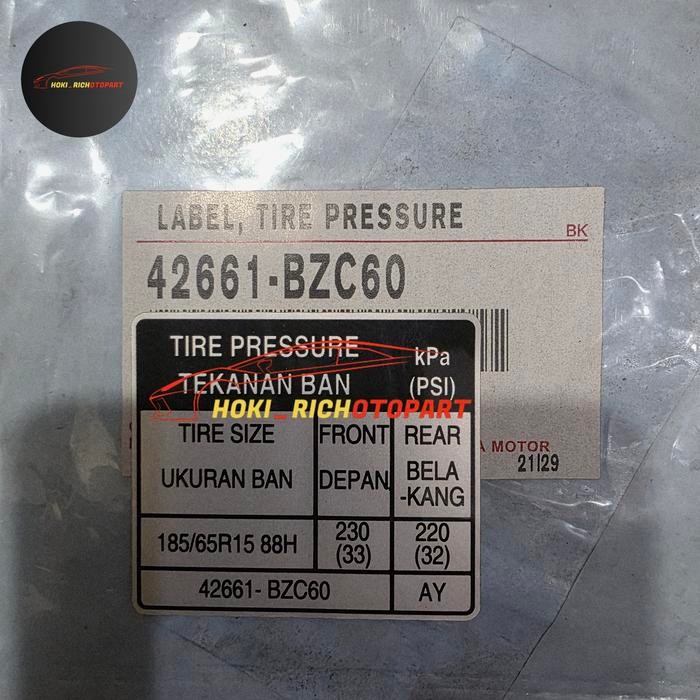 HOKI_RICHOTOPART
LABEL, TIRE PRESSURE
BK
42661-BZC60
TIRE PRESSURE kPa
TEKANAN BAN (PSI)
HOKI_RICHOTOPART
TIRE SIZE FRONT REAR
UKURAN BAN DEPAN BELA
-KANG
A MOTOR
21|29
185/65R15 88H 230 220
(33) (32)
42661- BZC60 AY